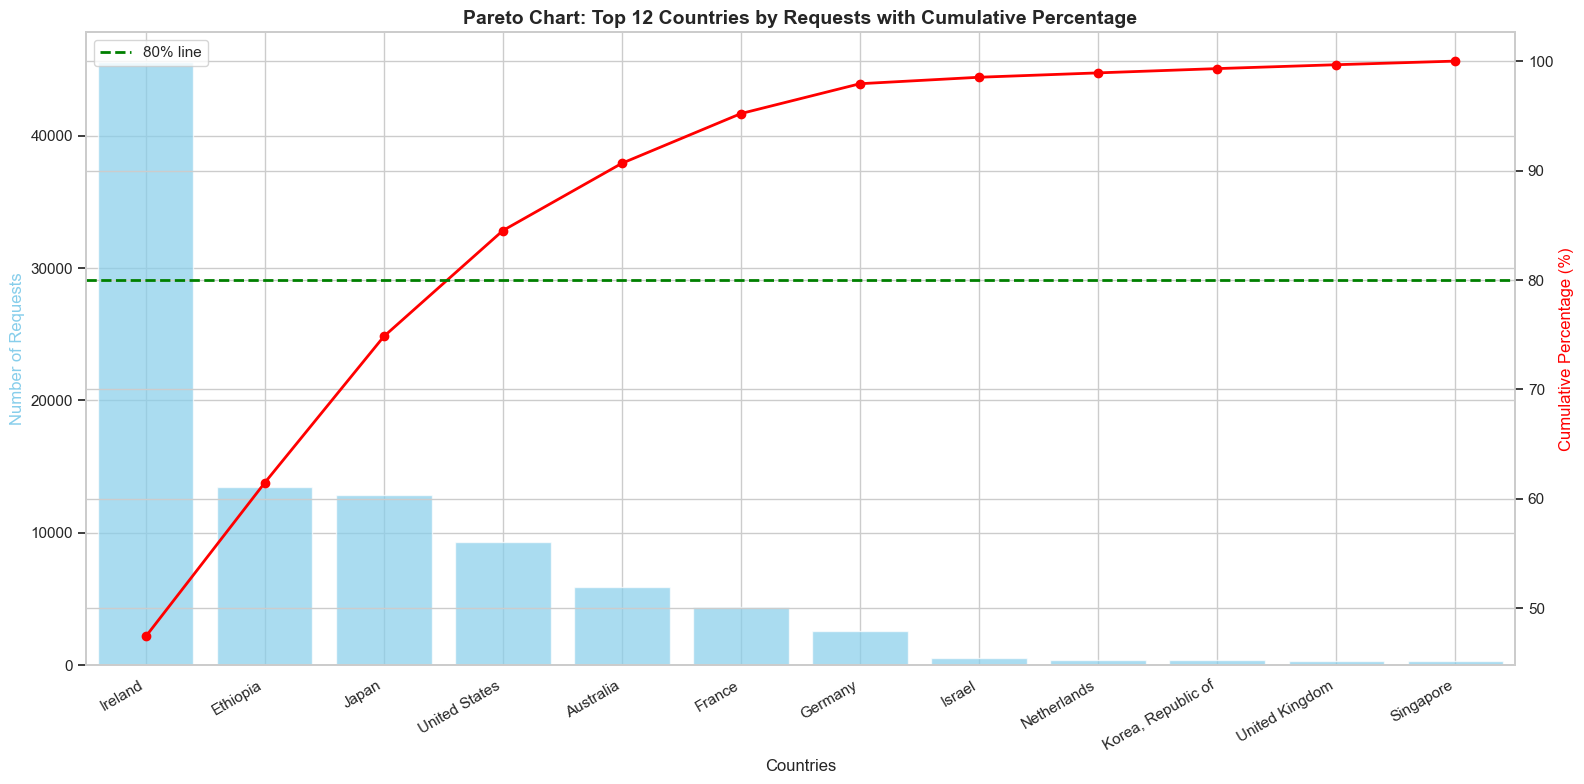 Pareto Chart: Top 12 Countries by Requests with Cumulative Percentage
80% line
Number of Requests
40000
30000
20000
10000
0
100
90
80
70
60
50
Cumulative Percentage (%)
Ireland
Ethiopia
Japan
United States
Australia
France
Germany
Israel
Netherlands
Korea, Republic of
United Kingdom
Singapore
Countries